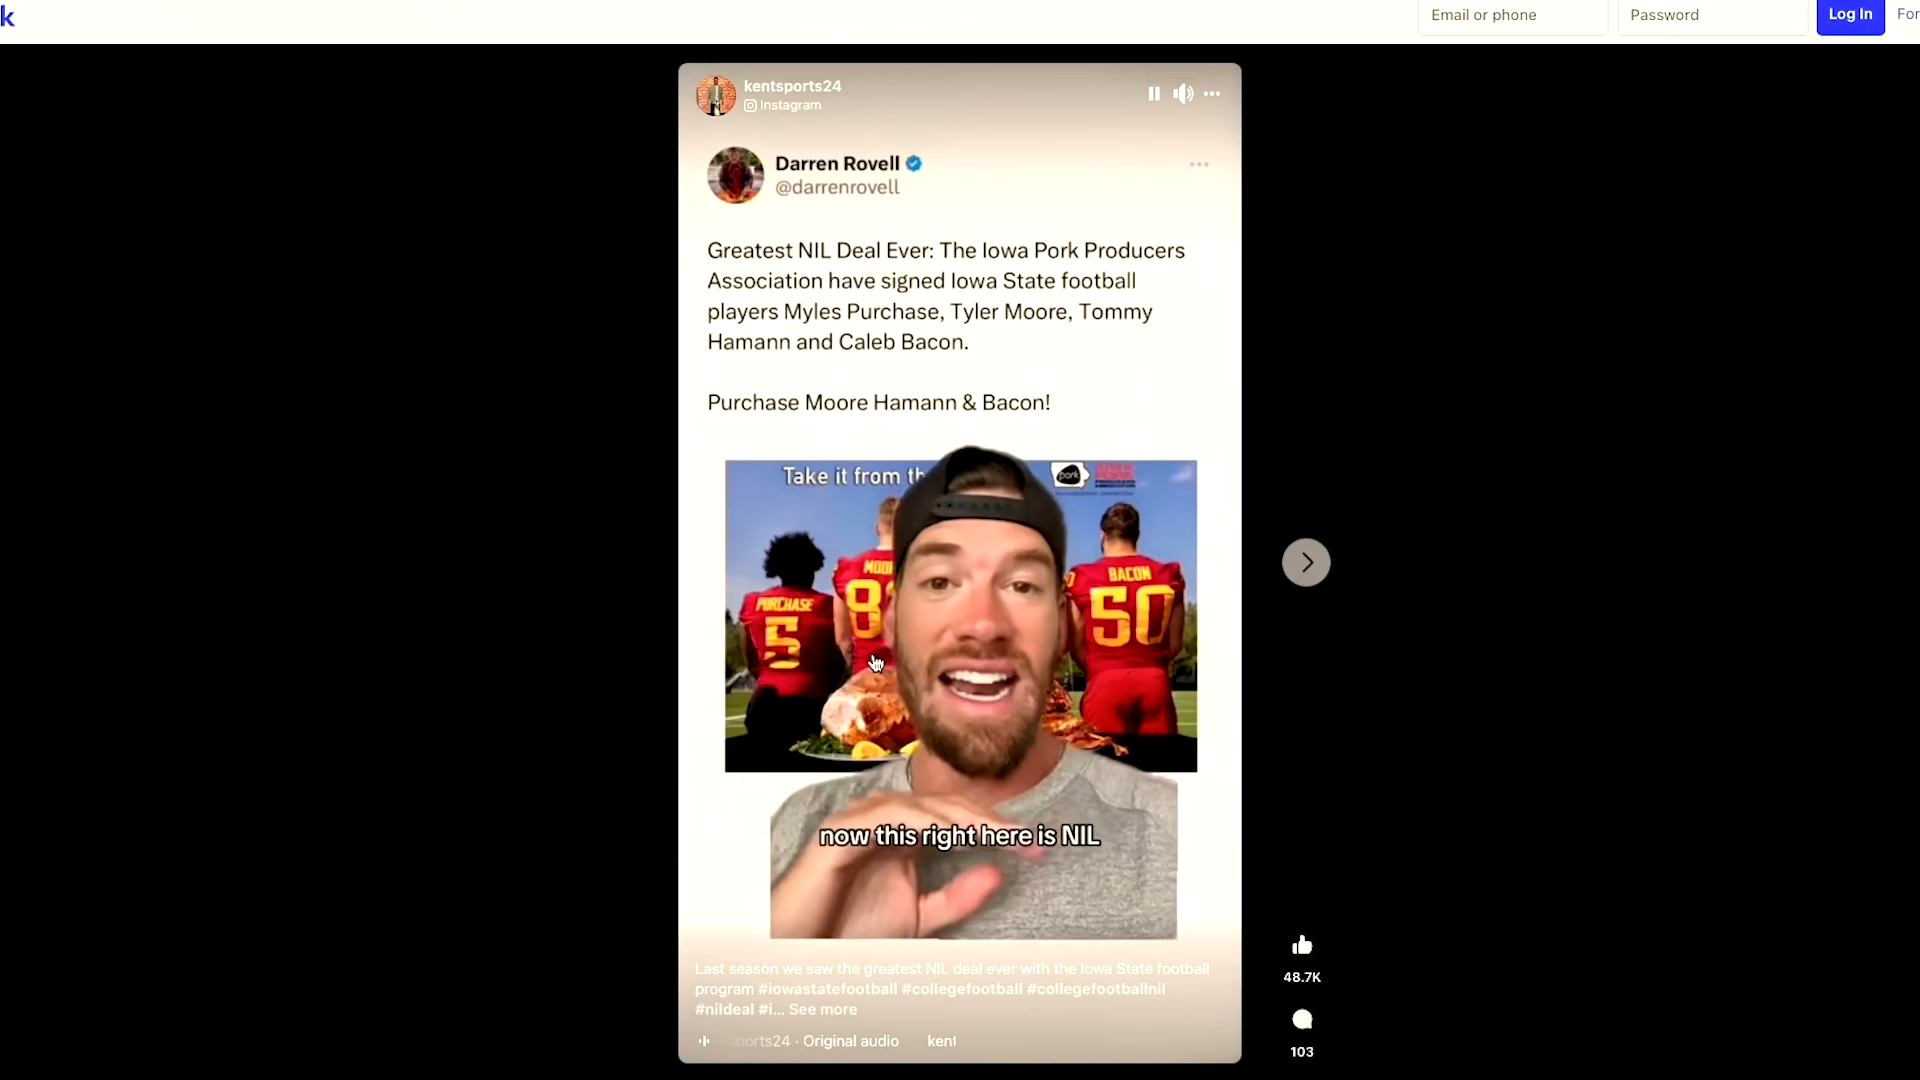 k
Email or phone
Password
Log In
For
kentsports24
Instagram
Darren Rovell
@darrenrovell
Greatest NIL Deal Ever: The Iowa Pork Producers
Association have signed Iowa State football
players Myles Purchase, Tyler Moore, Tommy
Hamann and Caleb Bacon.
Purchase Moore Hamann & Bacon!
Take it from th
pork
PURCHASE
5
MOO
8
BACON
50
now this right here is NIL
Last season we saw the greatest NIL deal ever with the Iowa State football
program #iowastatefootball #collegefootball #collegefootballnil
#nildeal #i... See more
ports24 · Original audio
kent
48.7K
103